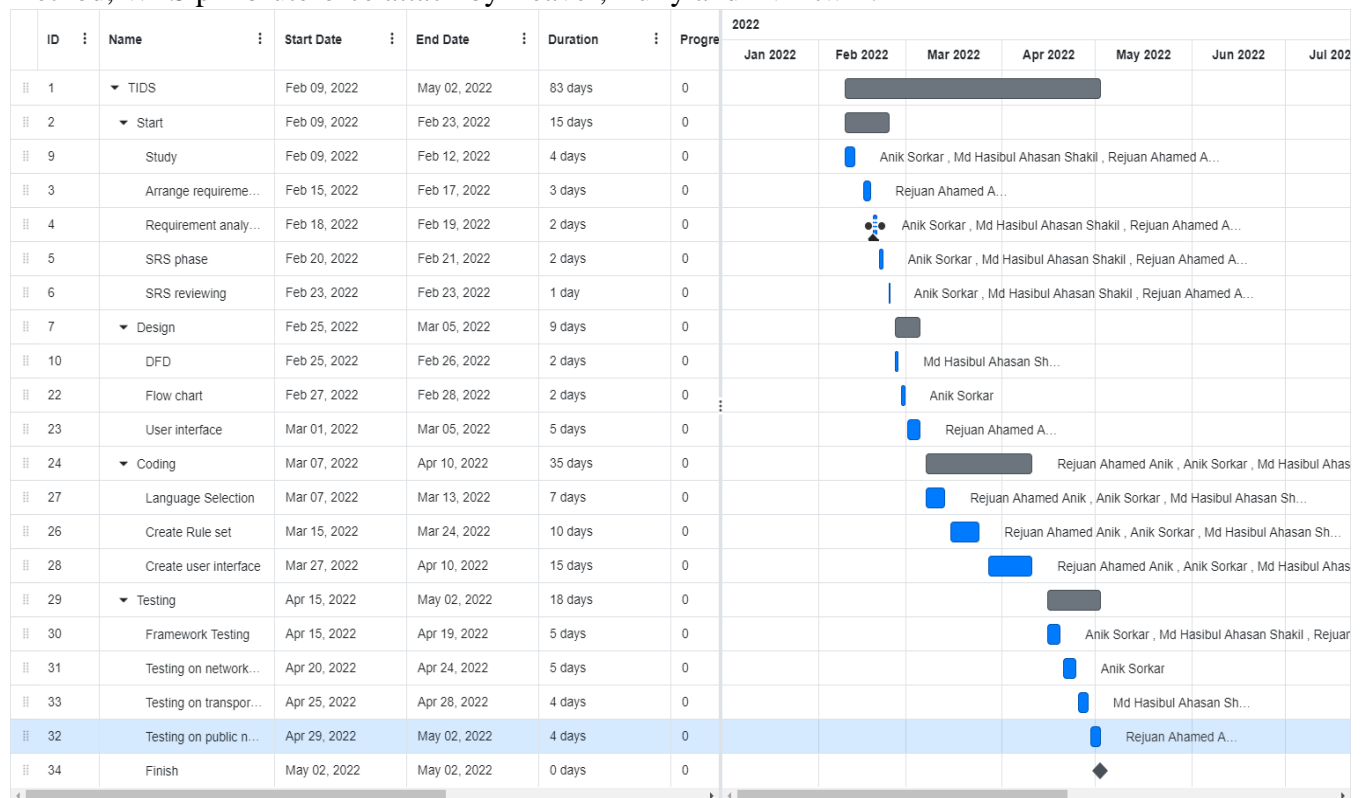 2022
ID Name Start Date End Date Duration Progre
Jan 2022 Feb 2022 Mar 2022 Apr 2022 May 2022 Jun 2022 Jul 202
1 TIDS Feb 09, 2022 May 02, 2022 83 days 0
2 Start Feb 09, 2022 Feb 23, 2022 15 days 0
9 Study Feb 09, 2022 Feb 12, 2022 4 days 0 Anik Sorkar , Md Hasibul Ahasan Shakil , Rejuan Ahamed A...
3 Arrange requireme... Feb 15, 2022 Feb 17, 2022 3 days 0 Rejuan Ahamed A...
4 Requirement analy... Feb 18, 2022 Feb 19, 2022 2 days 0 Anik Sorkar , Md Hasibul Ahasan Shakil , Rejuan Ahamed A...
5 SRS phase Feb 20, 2022 Feb 21, 2022 2 days 0 Anik Sorkar , Md Hasibul Ahasan Shakil , Rejuan Ahamed A...
6 SRS reviewing Feb 23, 2022 Feb 23, 2022 1 day 0 Anik Sorkar , Md Hasibul Ahasan Shakil , Rejuan Ahamed A...
7 Design Feb 25, 2022 Mar 05, 2022 9 days 0
10 DFD Feb 25, 2022 Feb 26, 2022 2 days 0 Md Hasibul Ahasan Sh...
22 Flow chart Feb 27, 2022 Feb 28, 2022 2 days 0 Anik Sorkar
23 User interface Mar 01, 2022 Mar 05, 2022 5 days 0 Rejuan Ahamed A...
24 Coding Mar 07, 2022 Apr 10, 2022 35 days 0 Rejuan Ahamed Anik , Anik Sorkar , Md Hasibul Ahas
27 Language Selection Mar 07, 2022 Mar 13, 2022 7 days 0 Rejuan Ahamed Anik , Anik Sorkar , Md Hasibul Ahasan Sh...
26 Create Rule set Mar 15, 2022 Mar 24, 2022 10 days 0 Rejuan Ahamed Anik , Anik Sorkar , Md Hasibul Ahasan Sh...
28 Create user interface Mar 27, 2022 Apr 10, 2022 15 days 0 Rejuan Ahamed Anik , Anik Sorkar , Md Hasibul Ahas
29 Testing Apr 15, 2022 May 02, 2022 18 days 0
30 Framework Testing Apr 15, 2022 Apr 19, 2022 5 days 0 Anik Sorkar , Md Hasibul Ahasan Shakil , Rejuar
31 Testing on network... Apr 20, 2022 Apr 24, 2022 5 days 0 Anik Sorkar
33 Testing on transpor... Apr 25, 2022 Apr 28, 2022 4 days 0 Md Hasibul Ahasan Sh...
32 Testing on public n... Apr 29, 2022 May 02, 2022 4 days 0 Rejuan Ahamed A...
34 Finish May 02, 2022 May 02, 2022 0 days 0